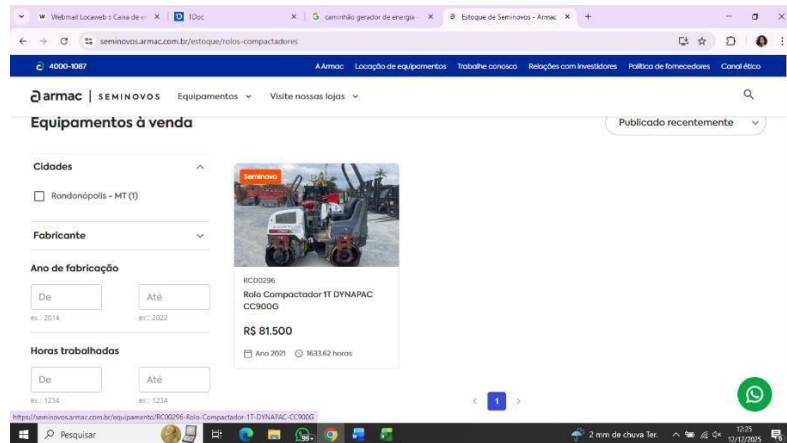 Webmail Locaweb :: Caixa de e
1Doc
caminhão gerador de energia
Estoque de Seminovos - Armac
seminovos.armac.com.br/estoque/rolos-compactadores
4000-1087
A Armac Locação de equipamentos Trabalhe conosco Relações com Investidores Política de fornecedores Canal ético
armac | SEMINOVOS Equipamentos Visite nossas lojas
Equipamentos à venda
Publicado recentemente
Cidades
Rondonópolis - MT (1)
Fabricante
Ano de fabricação
De Até
ex.: 2014 ex.: 2022
Horas trabalhadas
De Até
ex.: 1234 ex.: 1234
Seminovo
RC00296
Rolo Compactador 1T DYNAPAC
CC900G
R$ 81.500
Ano 2021 1633.62 horas
1
https://seminovos.armac.com.br/equipamento/RC00296-Rolo-Compactador-1T-DYNAPAC-CC900G
Pesquisar
99+
2 mm de chuva Ter.
12:25
12/12/2025